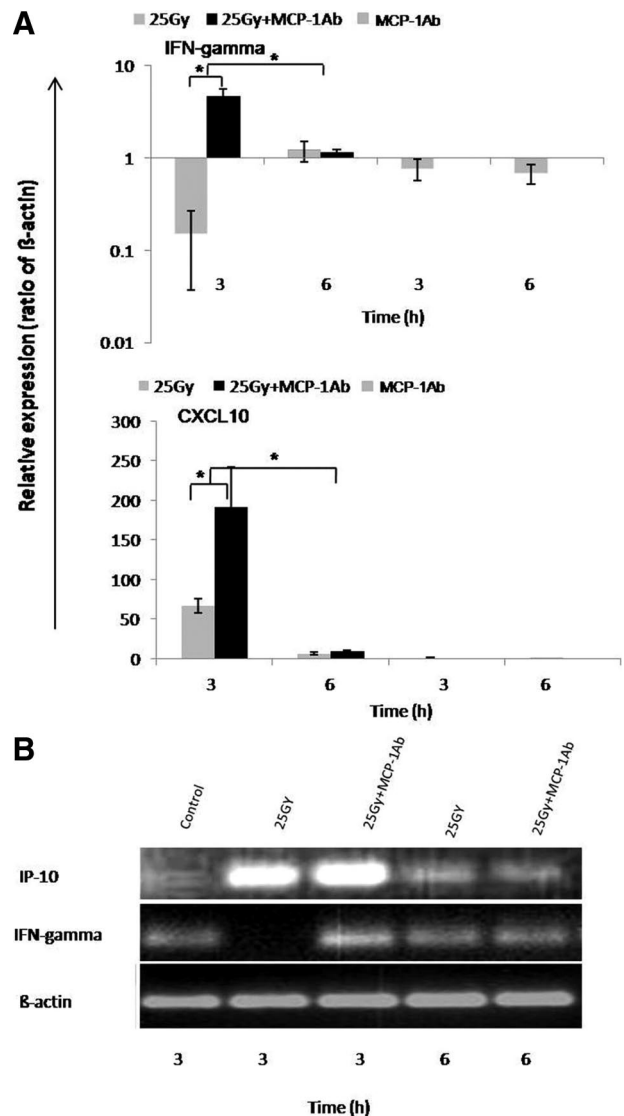 A
25Gy 25Gy+MCP-1Ab MCP-1Ab
IFN-gamma
* *
10
1
0.1
0.01
3 6 3 6
Time (h)
Relative expression (ratio of ß-actin)
25Gy 25Gy+MCP-1Ab MCP-1Ab
CXCL10
* *
300
250
200
150
100
50
0
3 6 3 6
Time (h)
B
Control 25GY 25Gy+MCP-1Ab 25GY 25Gy+MCP-1Ab
IP-10
IFN-gamma
ß-actin
3 3 3 6 6
Time (h)